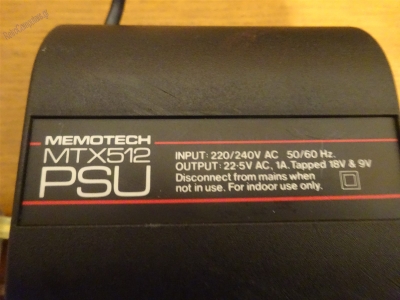 MEMOTECH
MTX512
PSU
INPUT: 220/240V AC 50/60 Hz.
OUTPUT: 22·5V AC, 1A. Tapped 18V & 9V
Disconnect from mains when
not in use. For indoor use only.